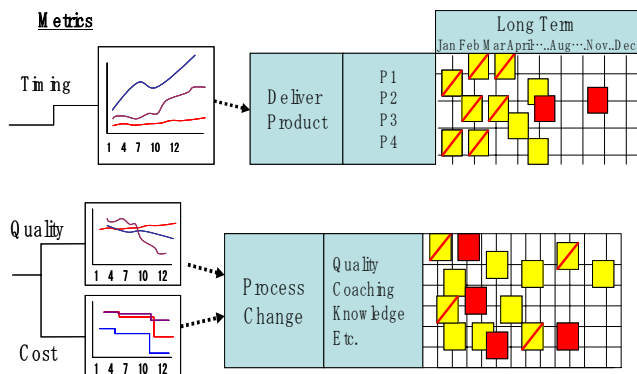 Metrics
Long Term
Jan Feb Mar April·····Aug····.Nov..Dec
Timing
1 4 7 10 12
Deliver
Product
P1
P2
P3
P4
Quality
1 4 7 10 12
Process
Change
Quality
Coaching
Knowledge
Etc.
Cost
1 4 7 10 12